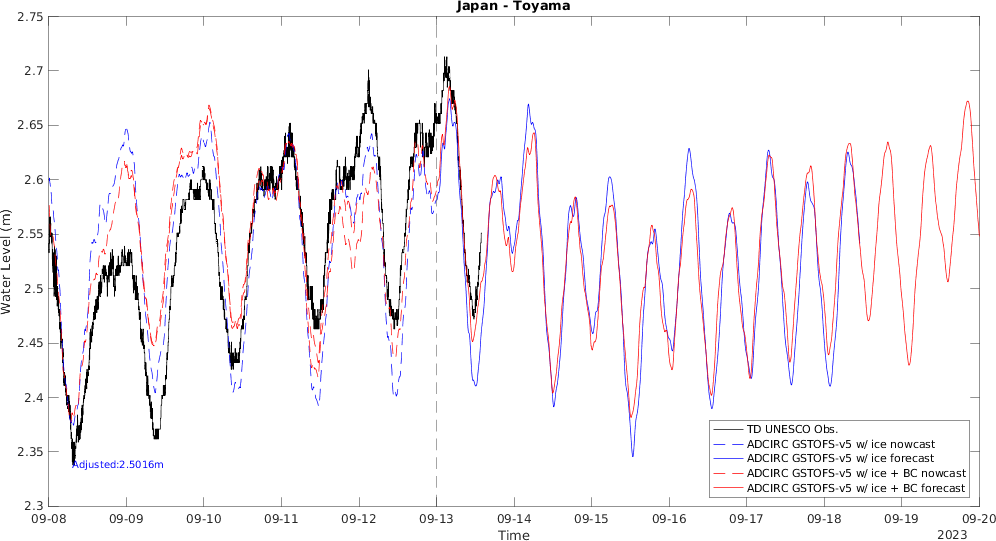 Japan - Toyama
2.75
2.7
2.65
2.6
2.55
2.5
2.45
2.4
2.35
2.3
Water Level (m)
Adjusted:2.5016m
TD UNESCO Obs.
ADCIRC GSTOFS-v5 w/ ice nowcast
ADCIRC GSTOFS-v5 w/ ice forecast
ADCIRC GSTOFS-v5 w/ ice + BC nowcast
ADCIRC GSTOFS-v5 w/ ice + BC forecast
09-08 09-09 09-10 09-11 09-12 09-13 09-14 09-15 09-16 09-17 09-18 09-19 09-20
Time
2023